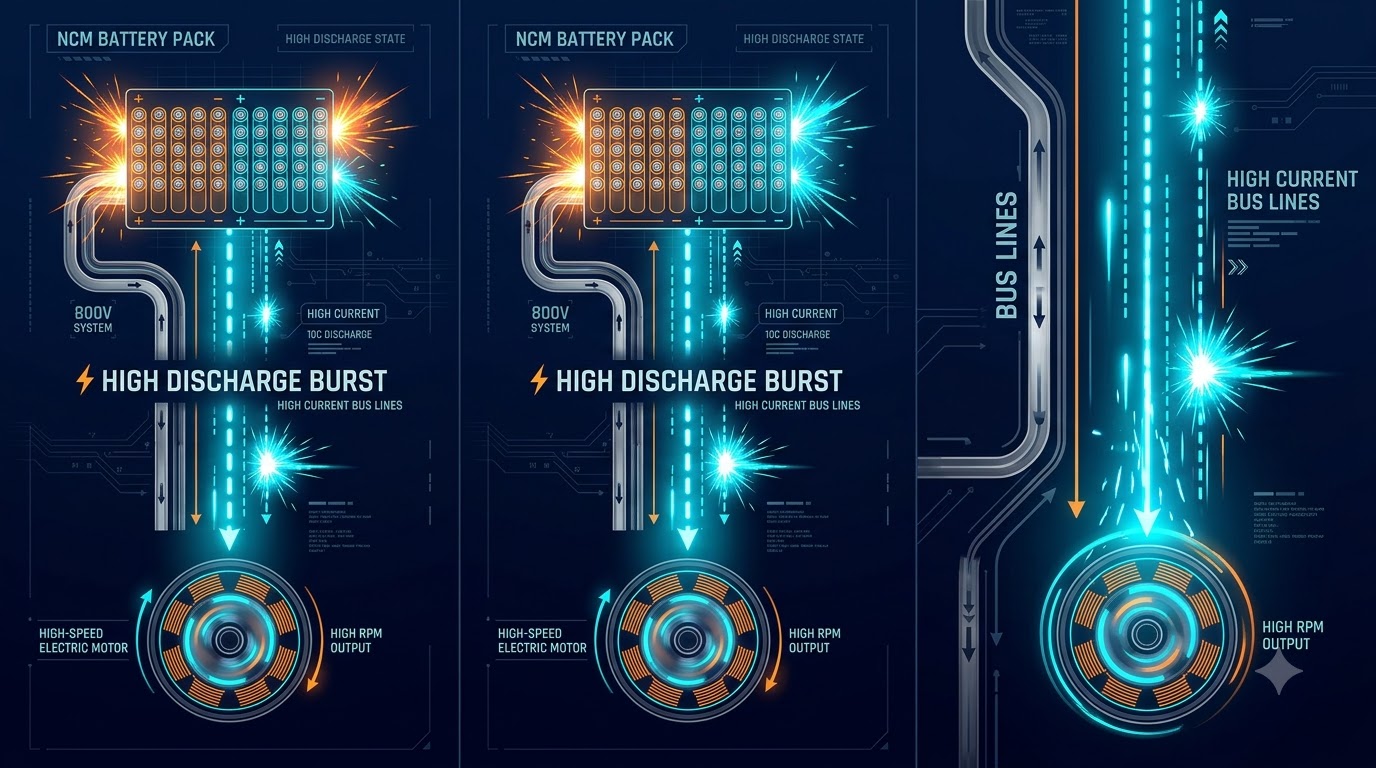 NCM BATTERY PACK
HIGH DISCHARGE STATE
+ - + -
+ - + -
800V
SYSTEM
HIGH CURRENT
10C DISCHARGE
HIGH DISCHARGE BURST
HIGH CURRENT BUS LINES
HIGH-SPEED
ELECTRIC MOTOR
HIGH RPM
OUTPUT
NCM BATTERY PACK
HIGH DISCHARGE STATE
+ - + -
+ - + -
800V
SYSTEM
HIGH CURRENT
10C DISCHARGE
HIGH DISCHARGE BURST
HIGH CURRENT BUS LINES
HIGH-SPEED
ELECTRIC MOTOR
HIGH RPM
OUTPUT
BUS LINES
HIGH CURRENT
BUS LINES
HIGH RPM
OUTPUT